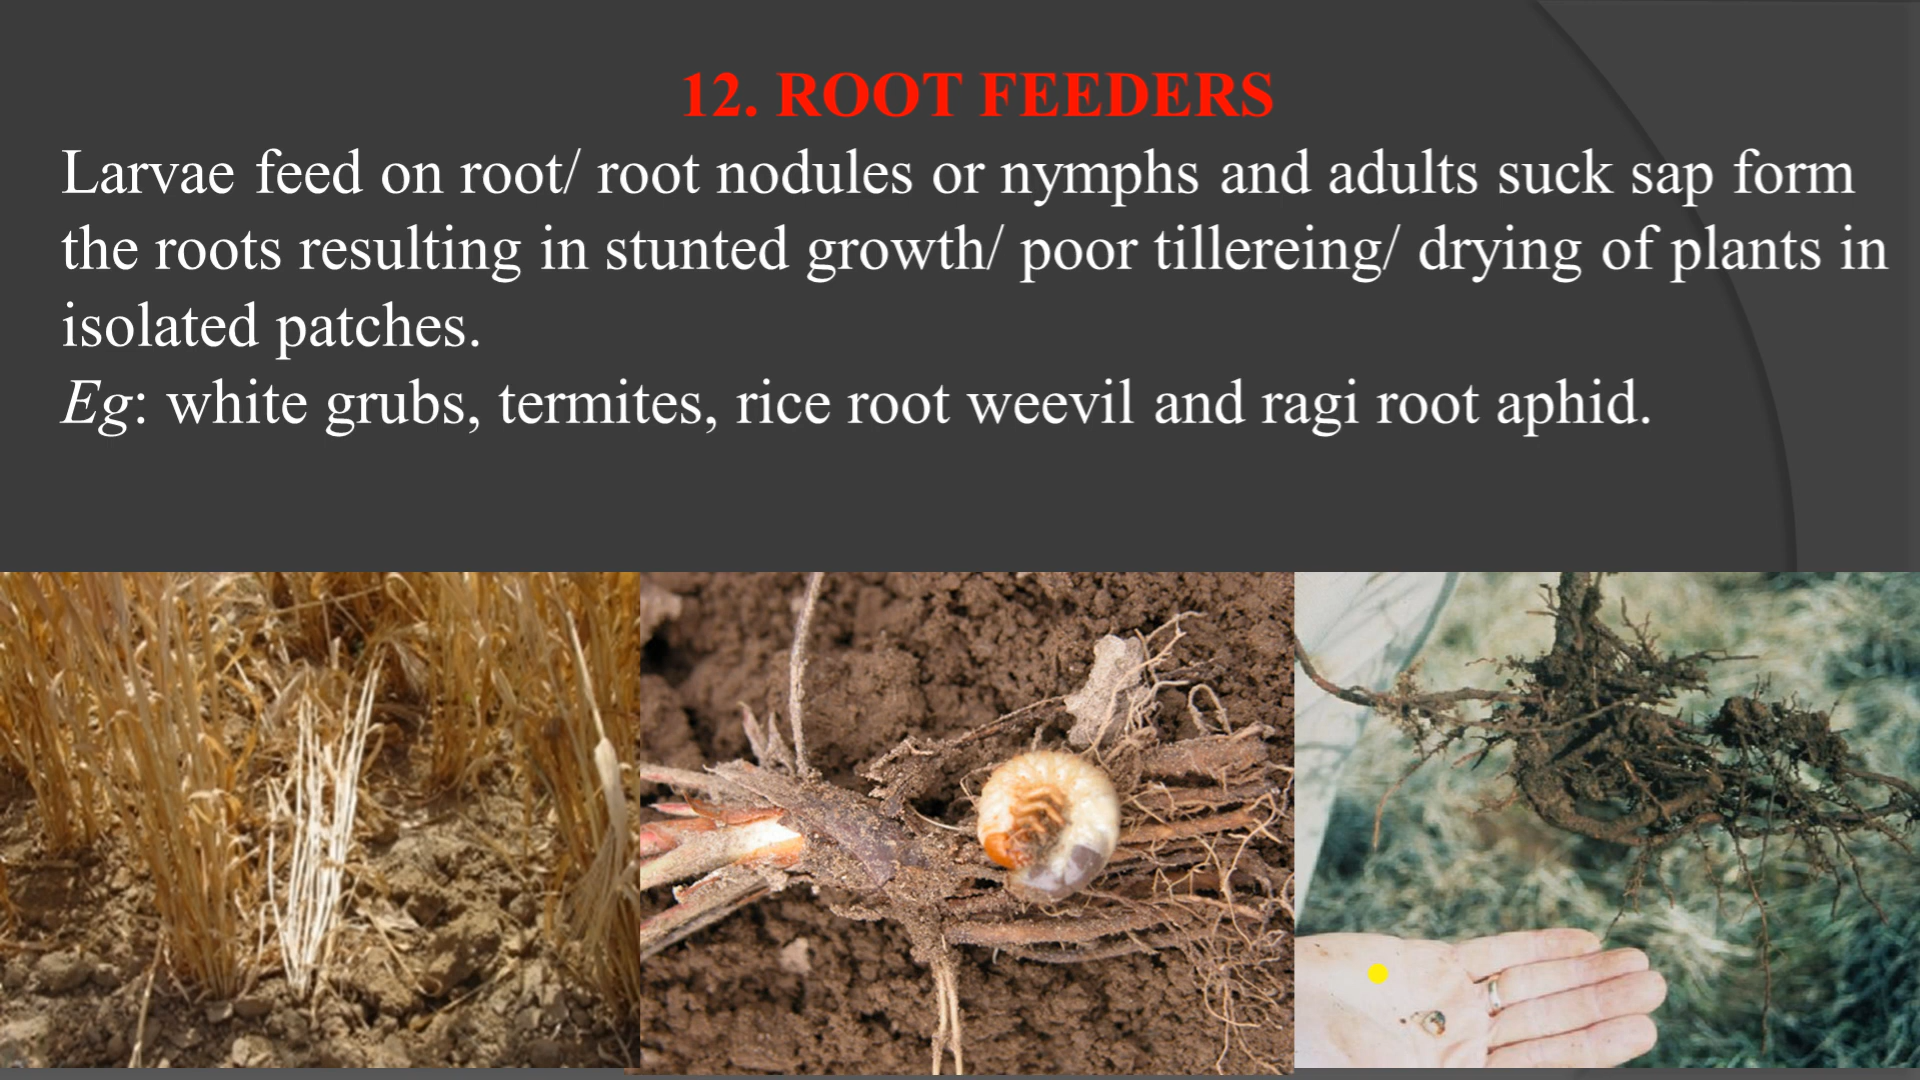 12. ROOT FEEDERS
Larvae feed on root/ root nodules or nymphs and adults suck sap form
the roots resulting in stunted growth/ poor tillereing/ drying of plants in
isolated patches.
Eg: white grubs, termites, rice root weevil and ragi root aphid.